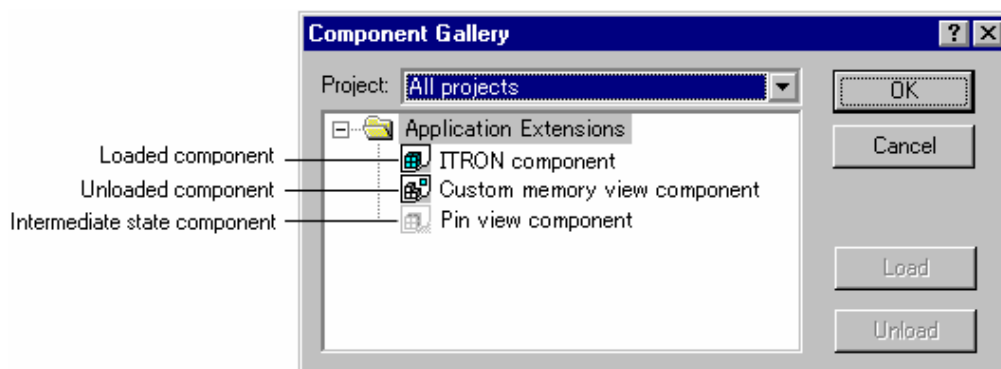 Component Gallery
Project: All projects
OK
Application Extensions
Cancel
Loaded component
ITRON component
Unloaded component
Custom memory view component
Intermediate state component
Pin view component
Load
Unload